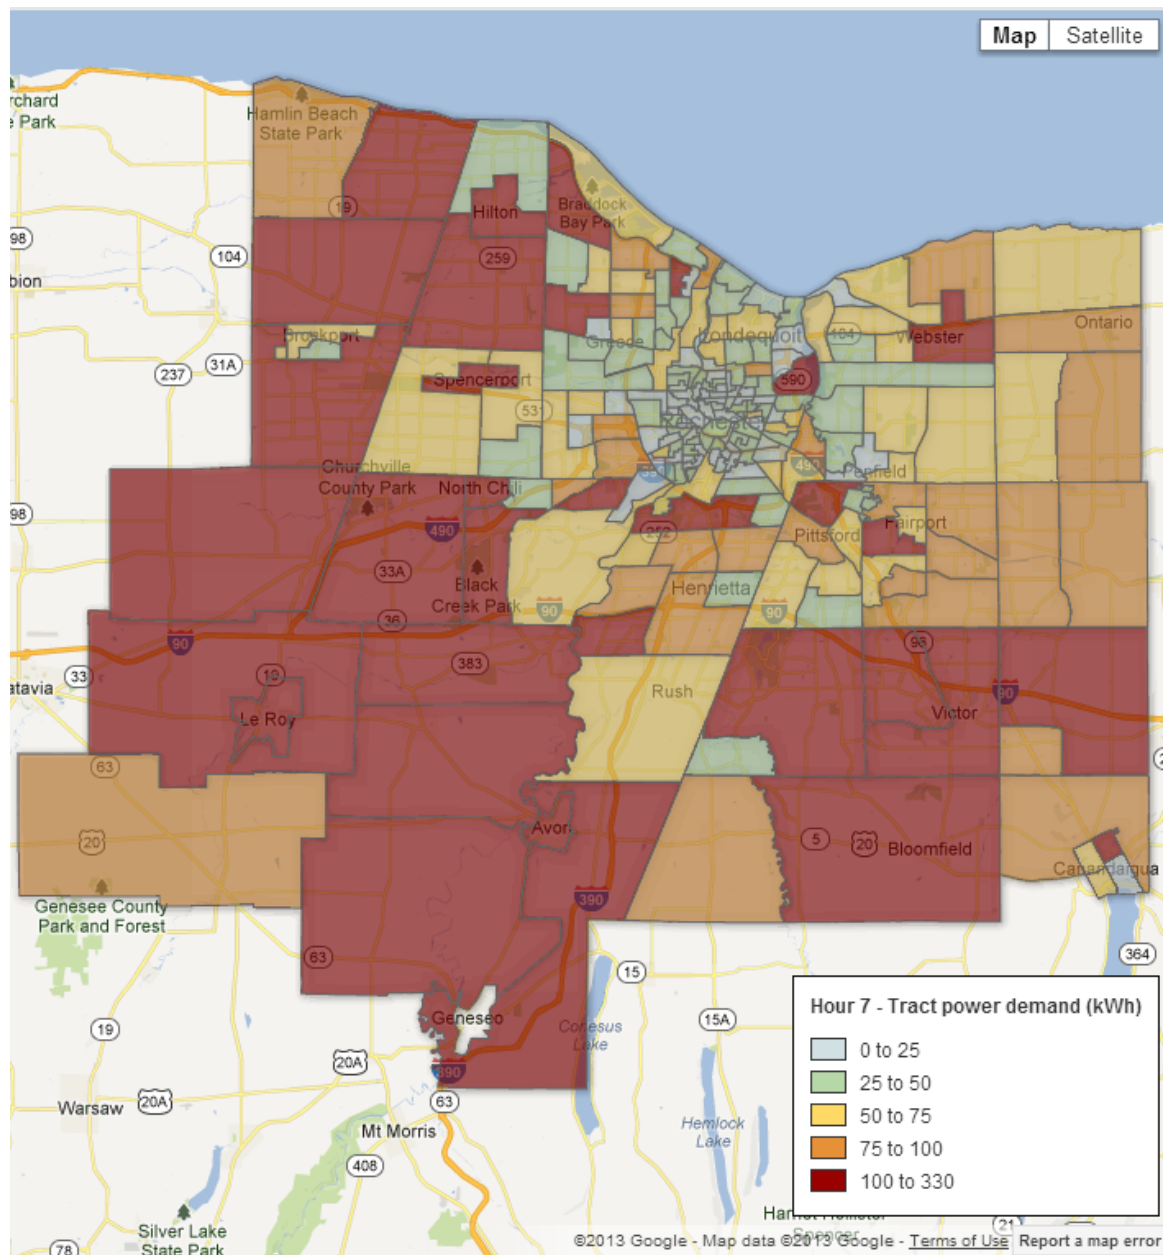 Map
Satellite
rchard
e Park
Hamlin Beach
State Park
19
Hilton
Braddock
Bay Park
98
104
259
bion
Brockport
Greece
Irondequoit
104
Webster
Ontario
31A
237
Spencerport
590
531
Rochester
Churchville
County Park
North Chili
390
490
Penfield
98
490
252
Fairport
Pittsford
33A
Black
Creek Park
Henrietta
90
90
36
90
383
96
33
atavia
19
Rush
90
Le Roy
Victor
63
Avon
20
5
20
Bloomfield
Canandaigua
Genesee County
Park and Forest
390
63
364
15
Geneseo
Conesus
Lake
15A
19
20A
390
Warsaw
20A
63
Mt Morris
Hemlock
Lake
408
Silver Lake
State Park
78
21
Hour 7 - Tract power demand (kWh)
0 to 25
25 to 50
50 to 75
75 to 100
100 to 330
©2013 Google - Map data ©2013 Google - Terms of Use
Report a map error